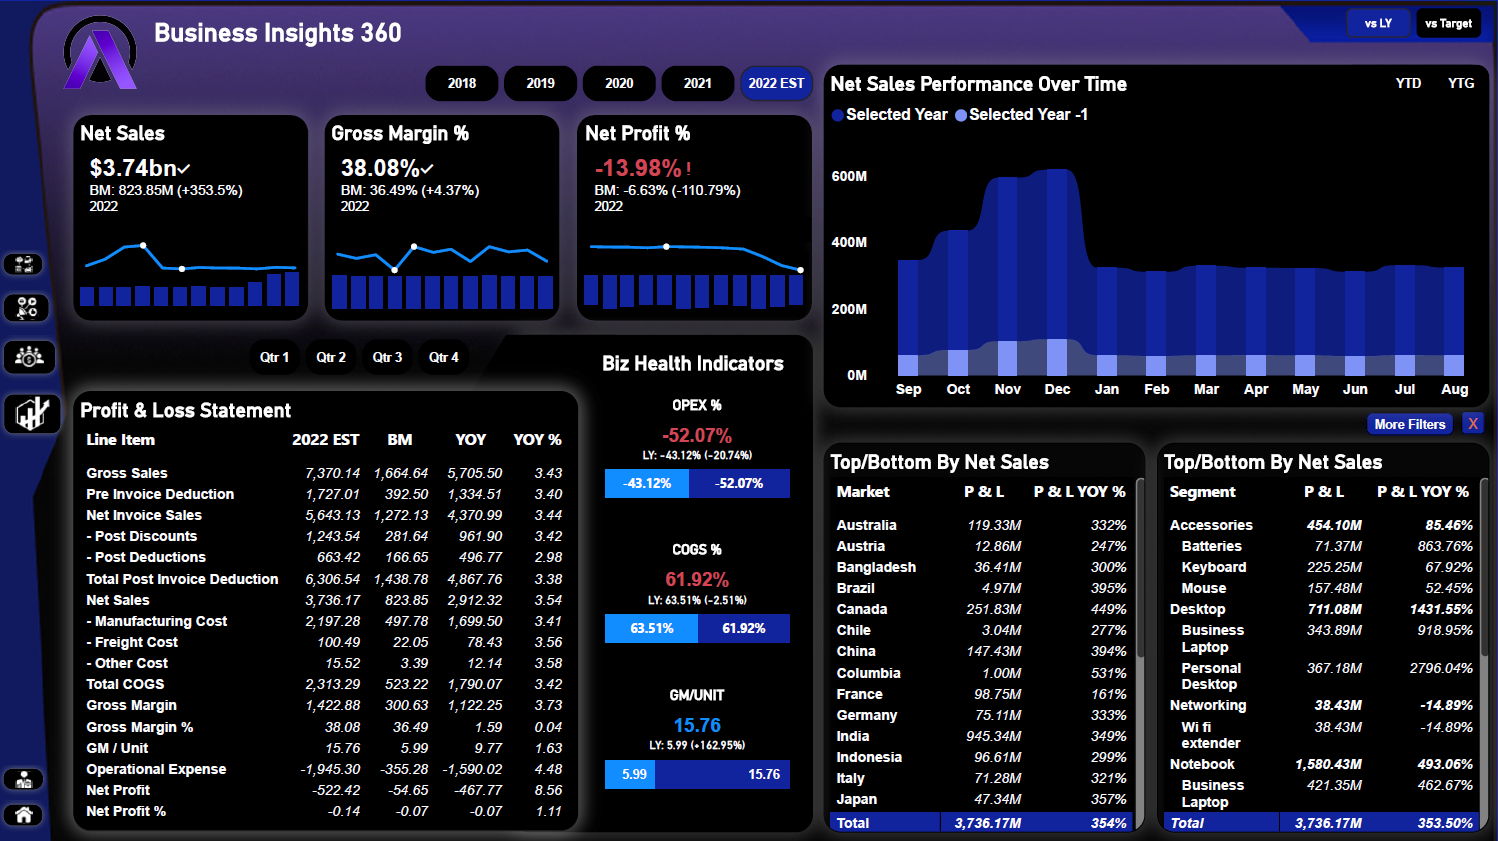 Business Insights 360
vs LY
vs Target
2018
2019
2020
2021
2022 EST
Net Sales
$3.74bn✓
BM: 823.85M (+353.5%)
2022
Gross Margin %
38.08%✓
BM: 36.49% (+4.37%)
2022
Net Profit %
-13.98% !
BM: -6.63% (-110.79%)
2022
Net Sales Performance Over Time
YTD
YTG
Selected Year
Selected Year -1
600M
400M
200M
0M
Sep Oct Nov Dec Jan Feb Mar Apr May Jun Jul Aug
Qtr 1
Qtr 2
Qtr 3
Qtr 4
Profit & Loss Statement
Line Item 2022 EST BM YOY YOY %
Gross Sales 7,370.14 1,664.64 5,705.50 3.43
Pre Invoice Deduction 1,727.01 392.50 1,334.51 3.40
Net Invoice Sales 5,643.13 1,272.13 4,370.99 3.44
- Post Discounts 1,243.54 281.64 961.90 3.42
- Post Deductions 663.42 166.65 496.77 2.98
Total Post Invoice Deduction 6,306.54 1,438.78 4,867.76 3.38
Net Sales 3,736.17 823.85 2,912.32 3.54
- Manufacturing Cost 2,197.28 497.78 1,699.50 3.41
- Freight Cost 100.49 22.05 78.43 3.56
- Other Cost 15.52 3.39 12.14 3.58
Total COGS 2,313.29 523.22 1,790.07 3.42
Gross Margin 1,422.88 300.63 1,122.25 3.73
Gross Margin % 38.08 36.49 1.59 0.04
GM / Unit 15.76 5.99 9.77 1.63
Operational Expense -1,945.30 -355.28 -1,590.02 4.48
Net Profit -522.42 -54.65 -467.77 8.56
Net Profit % -0.14 -0.07 -0.07 1.11
Biz Health Indicators
OPEX %
-52.07%
LY: -43.12% (-20.74%)
-43.12% -52.07%
COGS %
61.92%
LY: 63.51% (-2.51%)
63.51% 61.92%
GM/UNIT
15.76
LY: 5.99 (+162.95%)
5.99 15.76
More Filters
X
Top/Bottom By Net Sales
Market P & L P & L YOY %
Australia 119.33M 332%
Austria 12.86M 247%
Bangladesh 36.41M 300%
Brazil 4.97M 395%
Canada 251.83M 449%
Chile 3.04M 277%
China 147.43M 394%
Columbia 1.00M 531%
France 98.75M 161%
Germany 75.11M 333%
India 945.34M 349%
Indonesia 96.61M 299%
Italy 71.28M 321%
Japan 47.34M 357%
Total 3,736.17M 354%
Top/Bottom By Net Sales
Segment P & L P & L YOY %
Accessories 454.10M 85.46%
Batteries 71.37M 863.76%
Keyboard 225.25M 67.92%
Mouse 157.48M 52.45%
Desktop 711.08M 1431.55%
Business 343.89M 918.95%
Laptop
Personal 367.18M 2796.04%
Desktop
Networking 38.43M -14.89%
Wi fi 38.43M -14.89%
extender
Notebook 1,580.43M 493.06%
Business 421.35M 462.67%
Laptop
Total 3,736.17M 353.50%